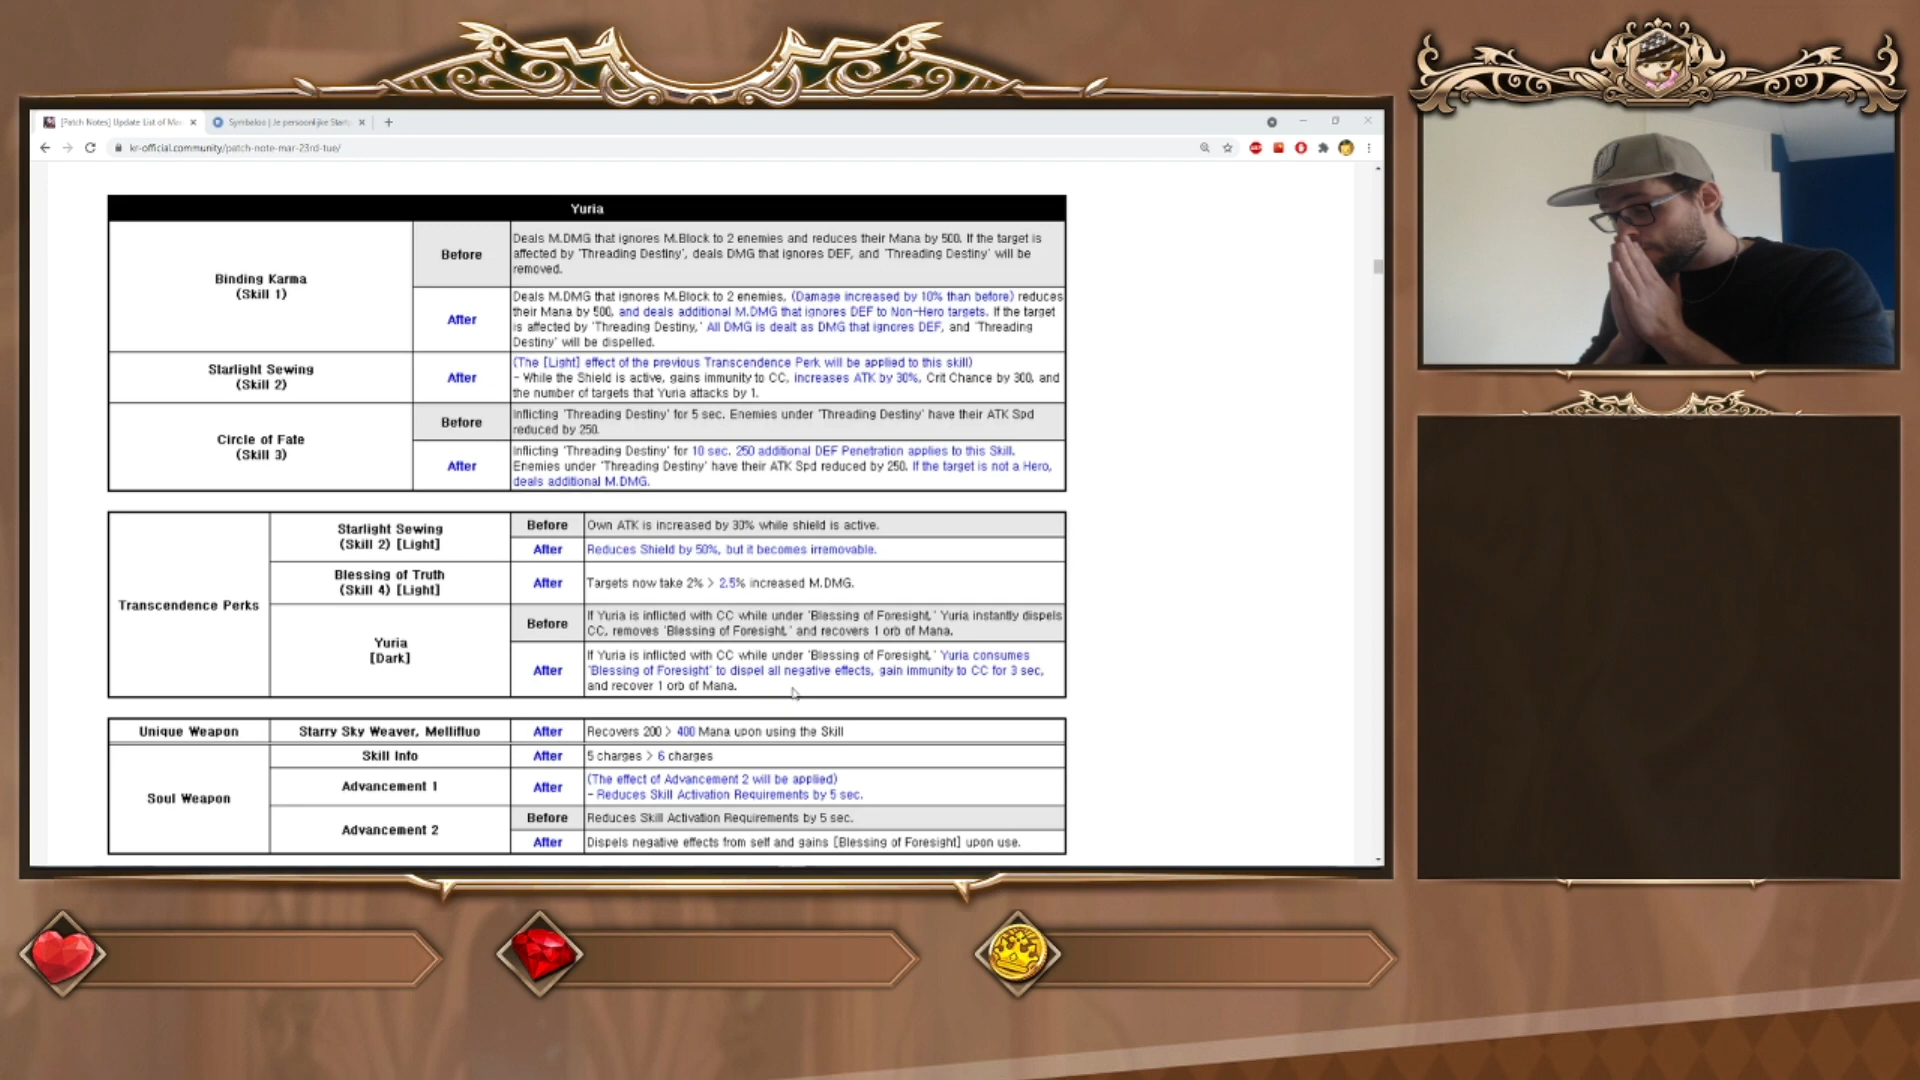 [Patch Notes] Update List of Ma
Symbaloo | Je persoonlijke Start
kr-official.community/patch-note-mar-23rd-tue/
Yuria
Binding Karma
(Skill 1)
Before
Deals M.DMG that ignores M.Block to 2 enemies and reduces their Mana by 500. If the target is
affected by 'Threading Destiny', deals DMG that ignores DEF, and 'Threading Destiny' will be
removed.
After
Deals M.DMG that ignores M.Block to 2 enemies, (Damage increased by 10% than before) reduces
their Mana by 500, and deals additional M.DMG that ignores DEF to Non-Hero targets. If the target
is affected by 'Threading Destiny,' All DMG is dealt as DMG that ignores DEF, and 'Threading
Destiny' will be dispelled.
Starlight Sewing
(Skill 2)
After
(The [Light] effect of the previous Transcendence Perk will be applied to this skill)
- While the Shield is active, gains immunity to CC, increases ATK by 30%, Crit Chance by 300, and
the number of targets that Yuria attacks by 1.
Circle of Fate
(Skill 3)
Before
Inflicting 'Threading Destiny' for 5 sec. Enemies under 'Threading Destiny' have their ATK Spd
reduced by 250.
After
Inflicting 'Threading Destiny' for 10 sec. 250 additional DEF Penetration applies to this Skill.
Enemies under 'Threading Destiny' have their ATK Spd reduced by 250. If the target is not a Hero,
deals additional M.DMG.
Transcendence Perks
Starlight Sewing
(Skill 2) [Light]
Before
Own ATK is increased by 30% while shield is active.
After
Reduces Shield by 50%, but it becomes irremovable.
Blessing of Truth
(Skill 4) [Light]
After
Targets now take 2% > 2.5% increased M.DMG.
Yuria
[Dark]
Before
If Yuria is inflicted with CC while under 'Blessing of Foresight,' Yuria instantly dispels
CC, removes 'Blessing of Foresight,' and recovers 1 orb of Mana.
After
If Yuria is inflicted with CC while under 'Blessing of Foresight,' Yuria consumes
'Blessing of Foresight' to dispel all negative effects, gain immunity to CC for 3 sec,
and recover 1 orb of Mana.
Unique Weapon
Starry Sky Weaver, Mellifluo
After
Recovers 200 > 400 Mana upon using the Skill
Soul Weapon
Skill Info
After
5 charges > 6 charges
Advancement 1
After
(The effect of Advancement 2 will be applied)
- Reduces Skill Activation Requirements by 5 sec.
Advancement 2
Before
Reduces Skill Activation Requirements by 5 sec.
After
Dispels negative effects from self and gains [Blessing of Foresight] upon use.